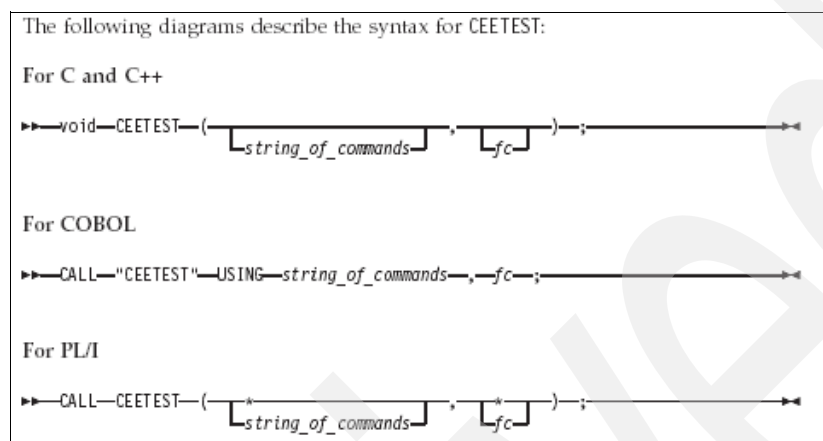 The following diagrams describe the syntax for CEETEST:
For C and C++
void CEETEST ( , ) ;
string_of_commands fc
For COBOL
CALL "CEETEST" USING string_of_commands , fc ;
For PL/I
CALL CEETEST ( * , * ) ;
string_of_commands fc